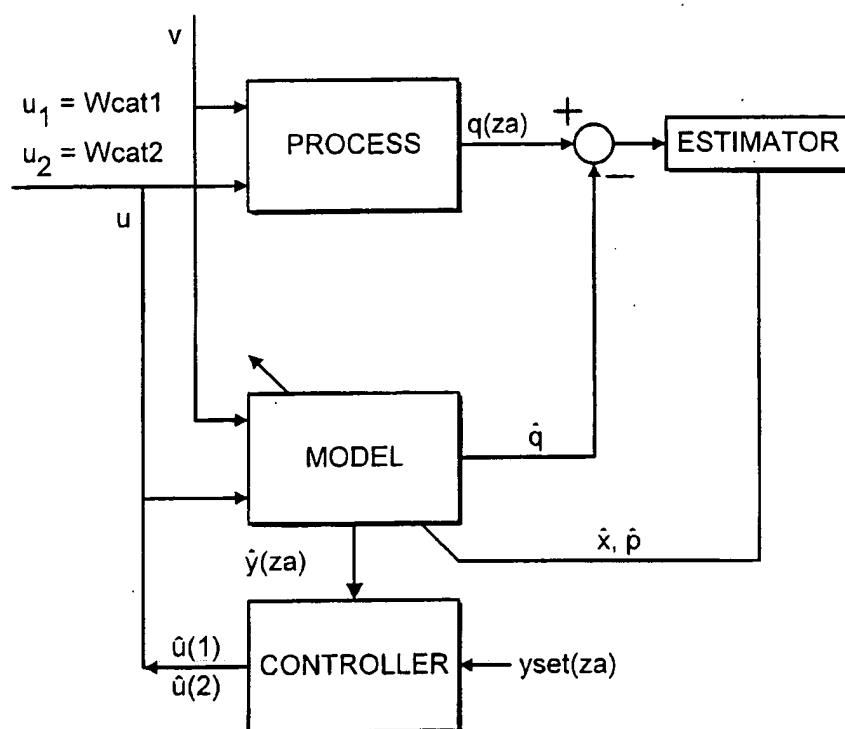 v
u₁ = Wcat1
u₂ = Wcat2
u
PROCESS
q(za)
+
−
ESTIMATOR
MODEL
q̂
x̂, p̂
ŷ(za)
û(1)
û(2)
CONTROLLER
yset(za)